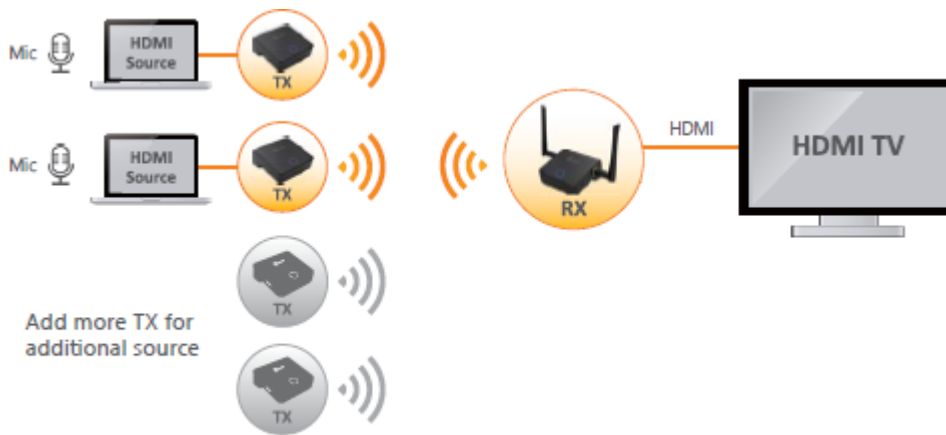 Mic
HDMI
Source
TX
Mic
HDMI
Source
TX
RX
HDMI
HDMI TV
TX
Add more TX for
additional source
TX